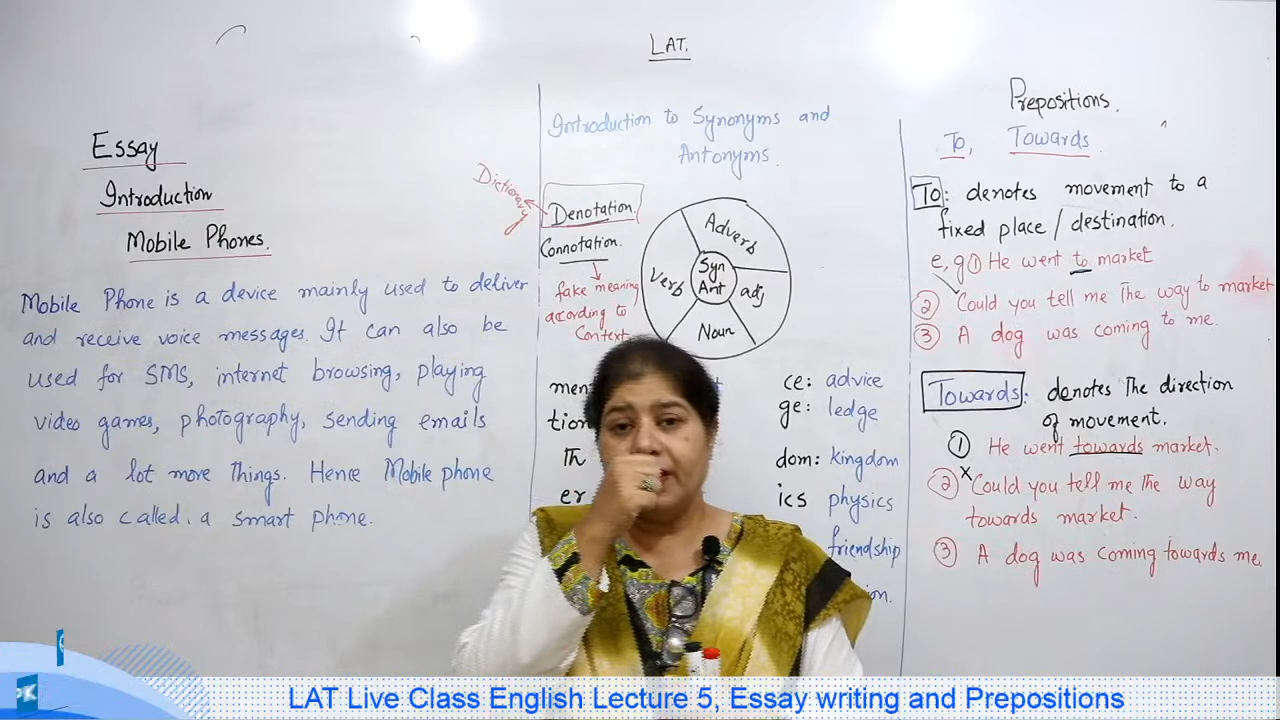 LAT.
Essay
Introduction
Mobile Phones.
Mobile Phone is a device mainly used to deliver
and receive voice messages. It can also be
used for SMS, internet browsing, playing
video games, photography, sending emails
and a lot more things. Hence Mobile phone
is also called. a smart phone.
Introduction to Synonyms and
Antonyms.
Dictionary
Denotation
Connotation.
fake meaning
according to
Context
Adverb
Verb
Syn
Ant
adj
Noun
men
tion
th
er
ce: advice
ge: ledge
dom: kingdom
ics physics
friendship
Prepositions.
To, Towards
To: denotes movement to a
fixed place / destination.
e,g ① He went to market
② Could you tell me The way to market
③ A dog was coming to me.
Towards: denotes The direction
of movement.
① He went towards market.
② x Could you tell me the way
towards market.
③ A dog was coming towards me.
LAT Live Class English Lecture 5, Essay writing and Prepositions